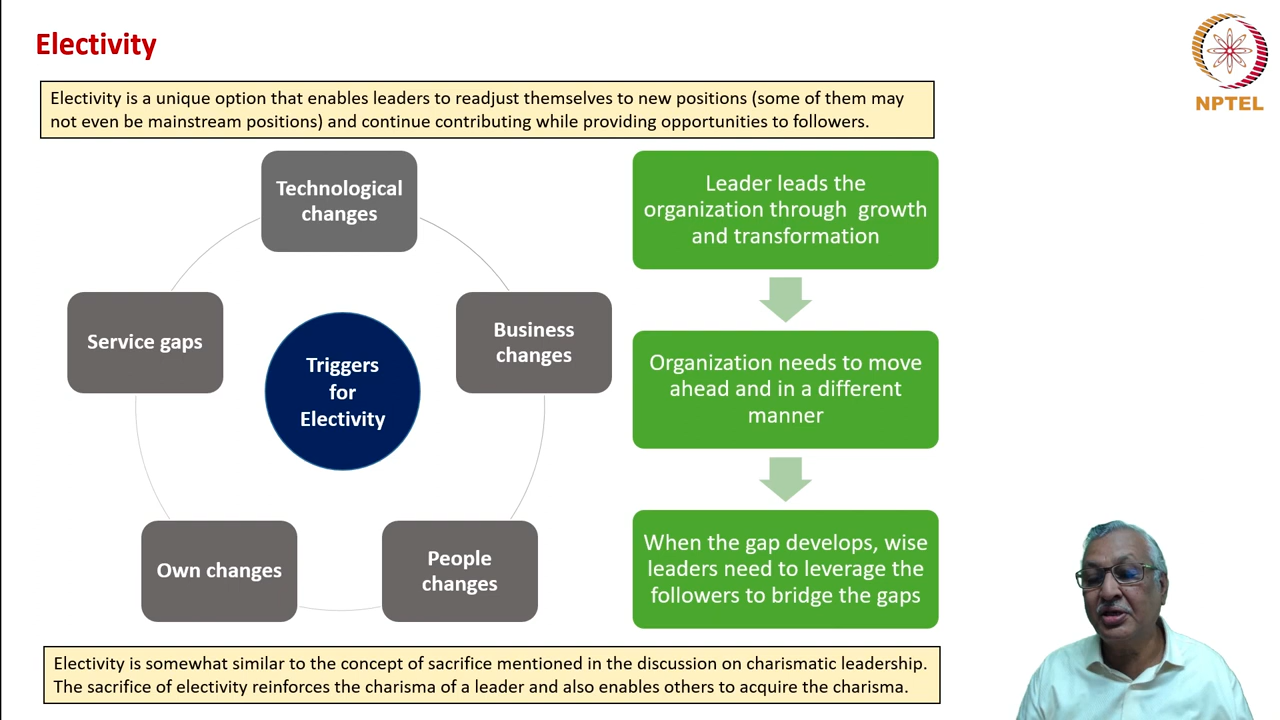 Electivity
NPTEL
Electivity is a unique option that enables leaders to readjust themselves to new positions (some of them may
not even be mainstream positions) and continue contributing while providing opportunities to followers.
Technological
changes
Business
changes
People
changes
Own changes
Service gaps
Triggers
for
Electivity
Leader leads the
organization through growth
and transformation
Organization needs to move
ahead and in a different
manner
When the gap develops, wise
leaders need to leverage the
followers to bridge the gaps
Electivity is somewhat similar to the concept of sacrifice mentioned in the discussion on charismatic leadership.
The sacrifice of electivity reinforces the charisma of a leader and also enables others to acquire the charisma.